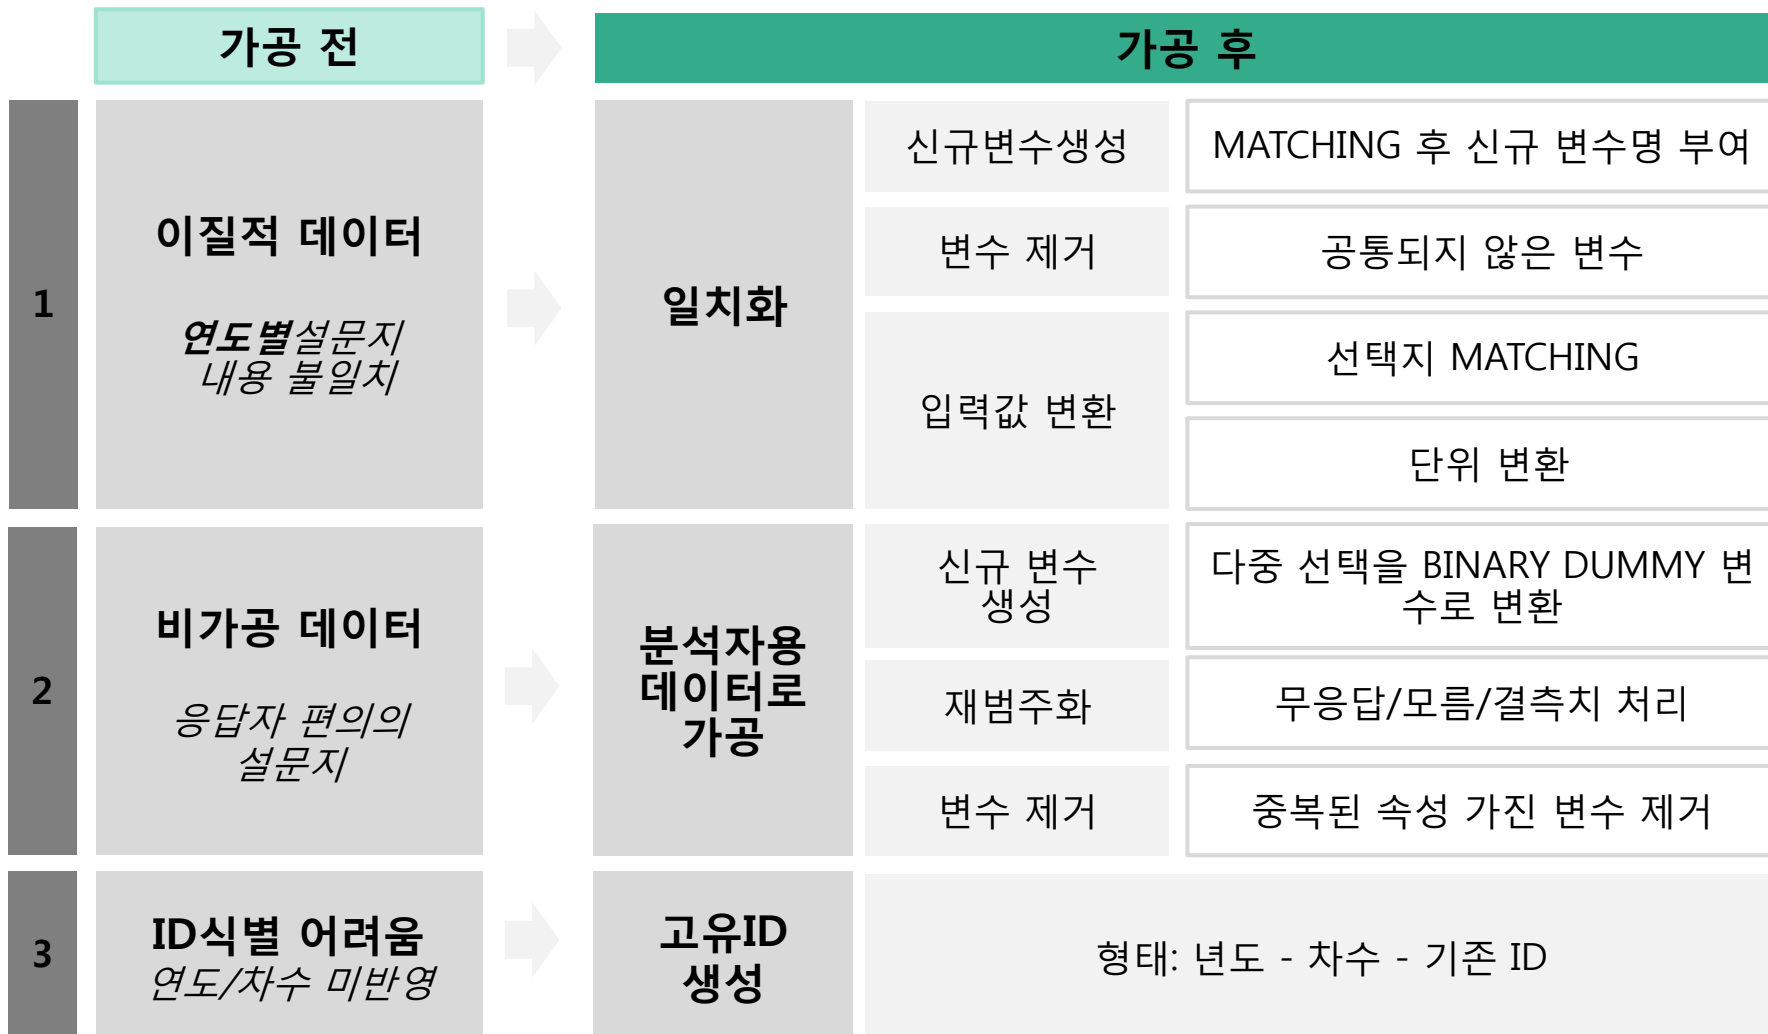 가공 전
가공 후
1
이질적 데이터
연도별설문지
내용 불일치
일치화
신규변수생성
MATCHING 후 신규 변수명 부여
변수 제거
공통되지 않은 변수
입력값 변환
선택지 MATCHING
단위 변환
2
비가공 데이터
응답자 편의의
설문지
분석자용
데이터로
가공
신규 변수
생성
다중 선택을 BINARY DUMMY 변
수로 변환
재범주화
무응답/모름/결측치 처리
변수 제거
중복된 속성 가진 변수 제거
3
ID식별 어려움
연도/차수 미반영
고유ID
생성
형태: 년도 - 차수 - 기존 ID